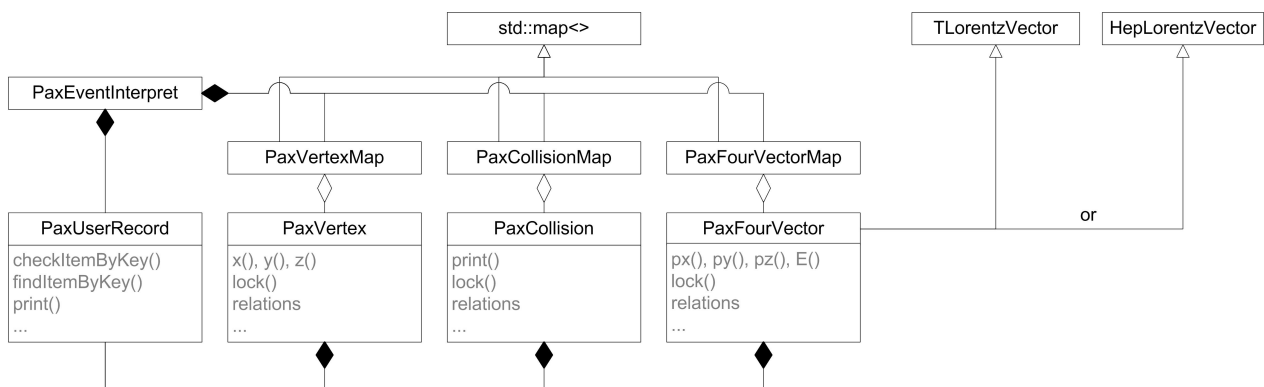 std::map<>
TLorentzVector
HepLorentzVector
PaxEventInterpret
PaxVertexMap
PaxCollisionMap
PaxFourVectorMap
or
PaxUserRecord
checkItemByKey()
findItemByKey()
print()
...
PaxVertex
x(), y(), z()
lock()
relations
...
PaxCollision
print()
lock()
relations
...
PaxFourVector
px(), py(), pz(), E()
lock()
relations
...